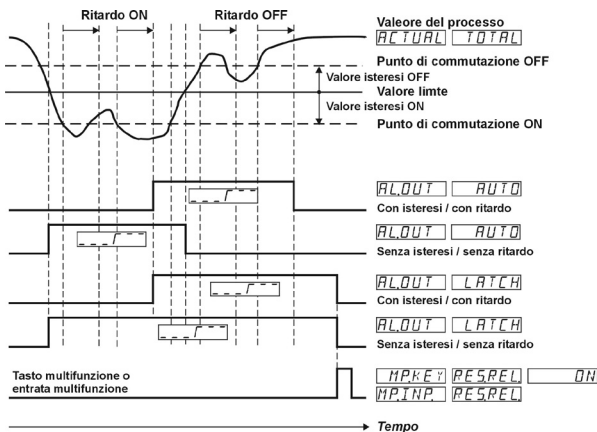 Ritardo ON
Ritardo OFF
Valeore del processo
ACTUAL TOTAL
Punto di commutazione OFF
Valore isteresi OFF
Valore limte
Valore isteresi ON
Punto di commutazione ON
AL.OUT AUTO
Con isteresi / con ritardo
AL.OUT AUTO
Senza isteresi / senza ritardo
AL.OUT LATCH
Con isteresi / con ritardo
AL.OUT LATCH
Senza isteresi / senza ritardo
Tasto multifunzione o
entrata multifunzione
MP.KEY RES.REL. ON
MP.INP. RES.REL.
Tempo